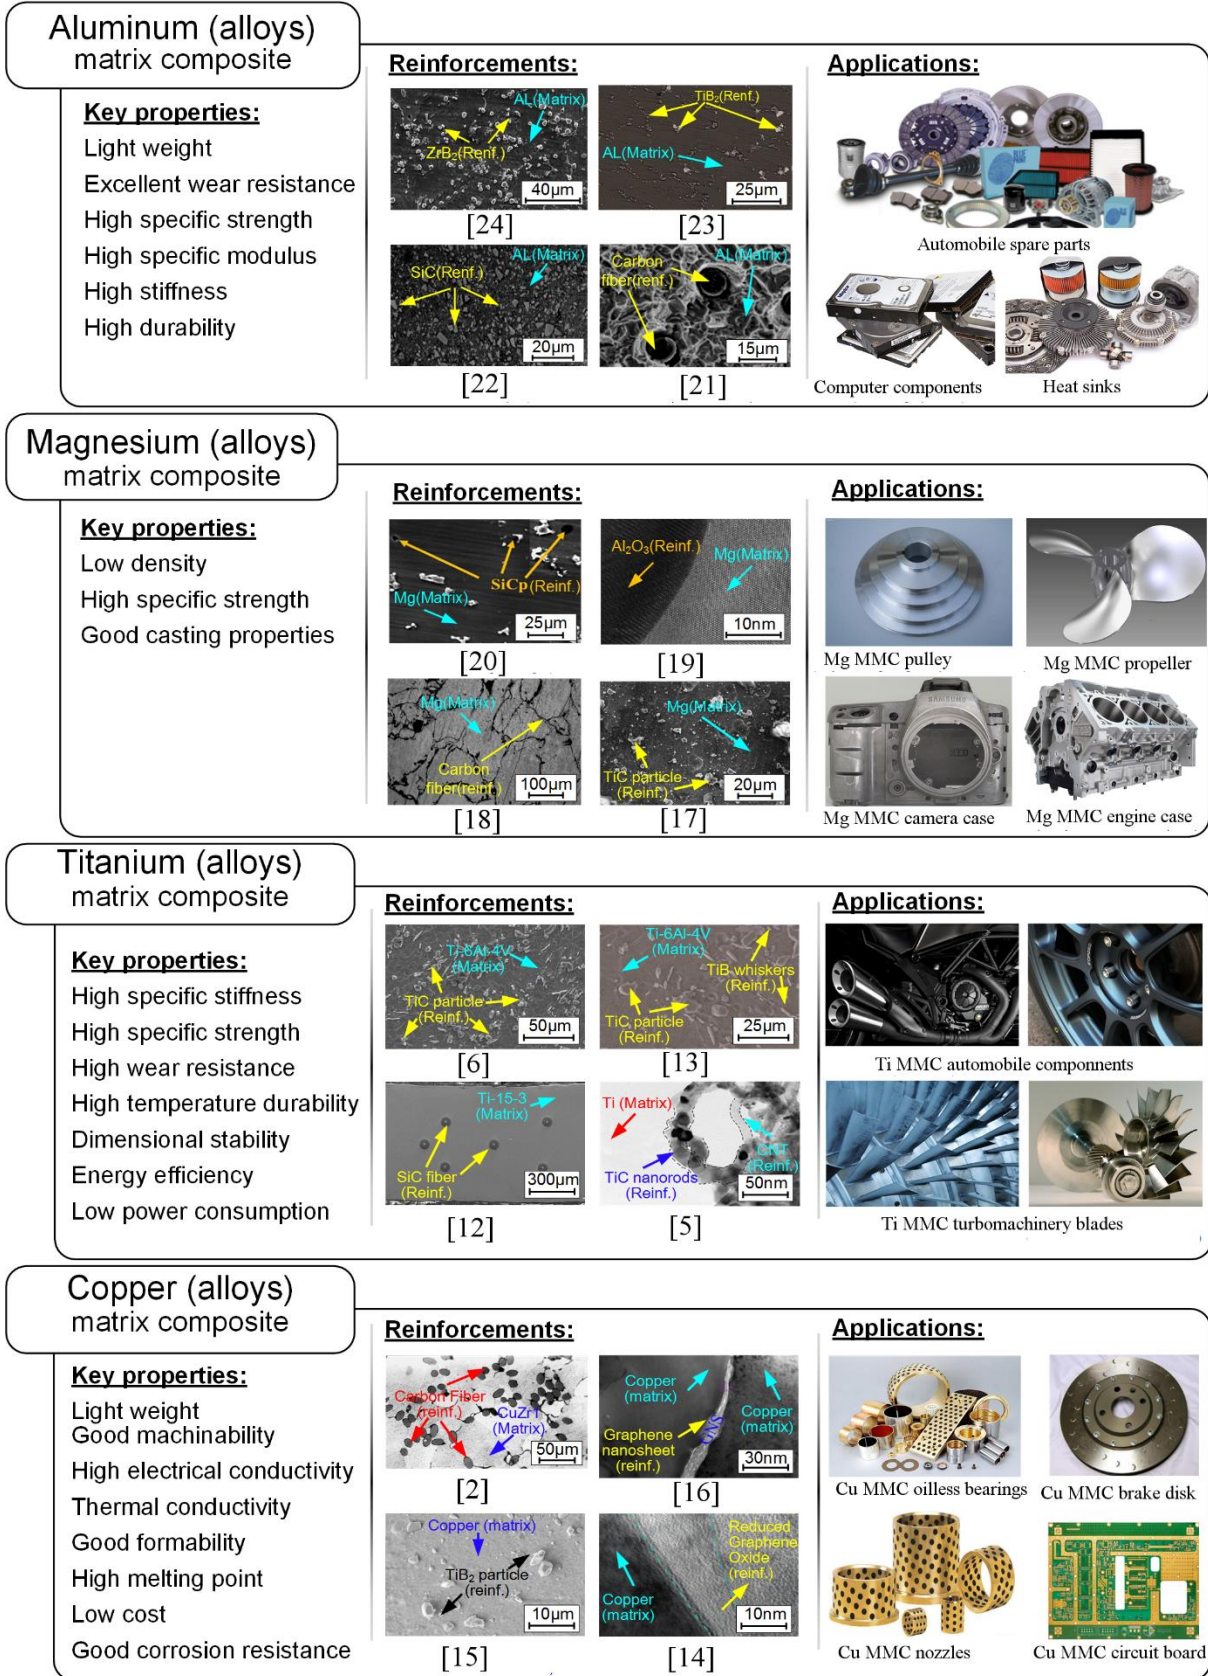 Aluminum (alloys)
matrix composite
Key properties:
Light weight
Excellent wear resistance
High specific strength
High specific modulus
High stiffness
High durability
Reinforcements:
AL(Matrix)
ZrB₂(Renf.)
40µm
[24]
TiB₂(Renf.)
AL(Matrix)
25µm
[23]
SiC(Renf.)
AL(Matrix)
20µm
[22]
Carbon
fiber(renf.)
AL(Matrix)
15µm
[21]
Applications:
Automobile spare parts
Computer components
Heat sinks
Magnesium (alloys)
matrix composite
Key properties:
Low density
High specific strength
Good casting properties
Reinforcements:
SiCp(Reinf.)
Mg(Matrix)
25µm
[20]
Al₂O₃(Reinf.)
Mg(Matrix)
10nm
[19]
Mg(Matrix)
Carbon
fiber(reinf.)
100µm
[18]
Mg(Matrix)
TiC particle
(Reinf.)
20µm
[17]
Applications:
Mg MMC pulley
Mg MMC propeller
SAMSUNG
Mg MMC camera case
Mg MMC engine case
Titanium (alloys)
matrix composite
Key properties:
High specific stiffness
High specific strength
High wear resistance
High temperature durability
Dimensional stability
Energy efficiency
Low power consumption
Reinforcements:
Ti-6Al-4V
(Matrix)
TiC particle
(Reinf.)
50µm
[6]
Ti-6Al-4V
(Matrix)
TiB whiskers
(Reinf.)
TiC particle
(Reinf.)
25µm
[13]
Ti-15-3
(Matrix)
SiC fiber
(Reinf.)
300µm
[12]
Ti (Matrix)
CNT
(Reinf.)
TiC nanorods
(Reinf.)
50nm
[5]
Applications:
Ti MMC automobile componnents
Ti MMC turbomachinery blades
Copper (alloys)
matrix composite
Key properties:
Light weight
Good machinability
High electrical conductivity
Thermal conductivity
Good formability
High melting point
Low cost
Good corrosion resistance
Reinforcements:
Carbon Fiber
(reinf.)
CuZr1
(Matrix)
50µm
[2]
Copper
(matrix)
Copper
(matrix)
Graphene
nanosheet
(reinf.)
GNS
30nm
[16]
Copper (matrix)
TiB₂ particle
(reinf.)
10µm
[15]
Reduced
Graphene
Oxide
(reinf.)
Copper
(matrix)
10nm
[14]
Applications:
Cu MMC oilless bearings
Cu MMC brake disk
Cu MMC nozzles
Cu MMC circuit board